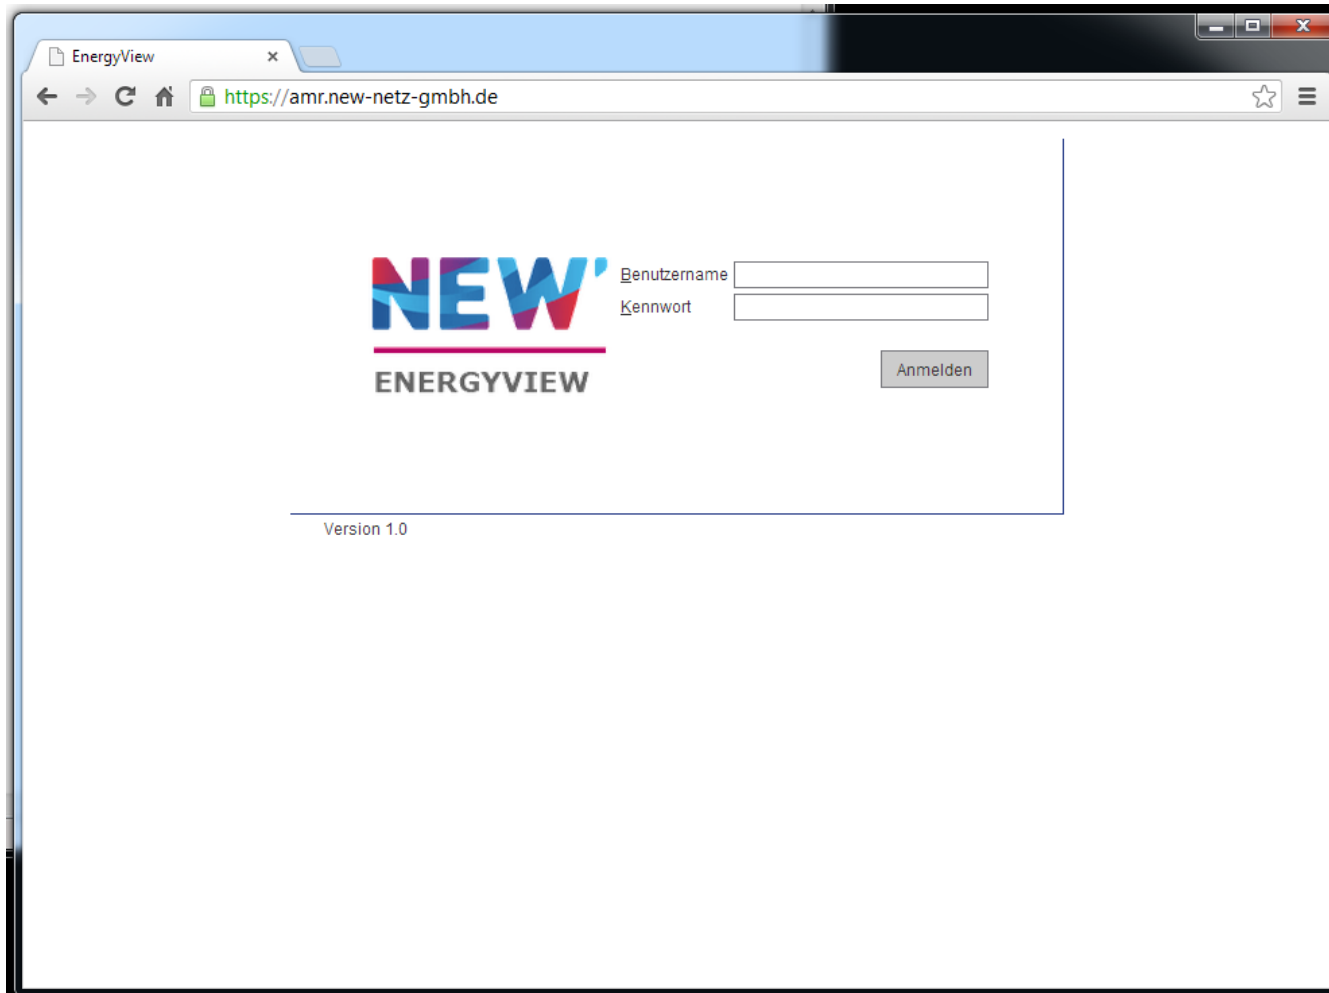 EnergyView
https://amr.new-netz-gmbh.de
NEW'
ENERGYVIEW
Benutzername
Kennwort
Anmelden
Version 1.0